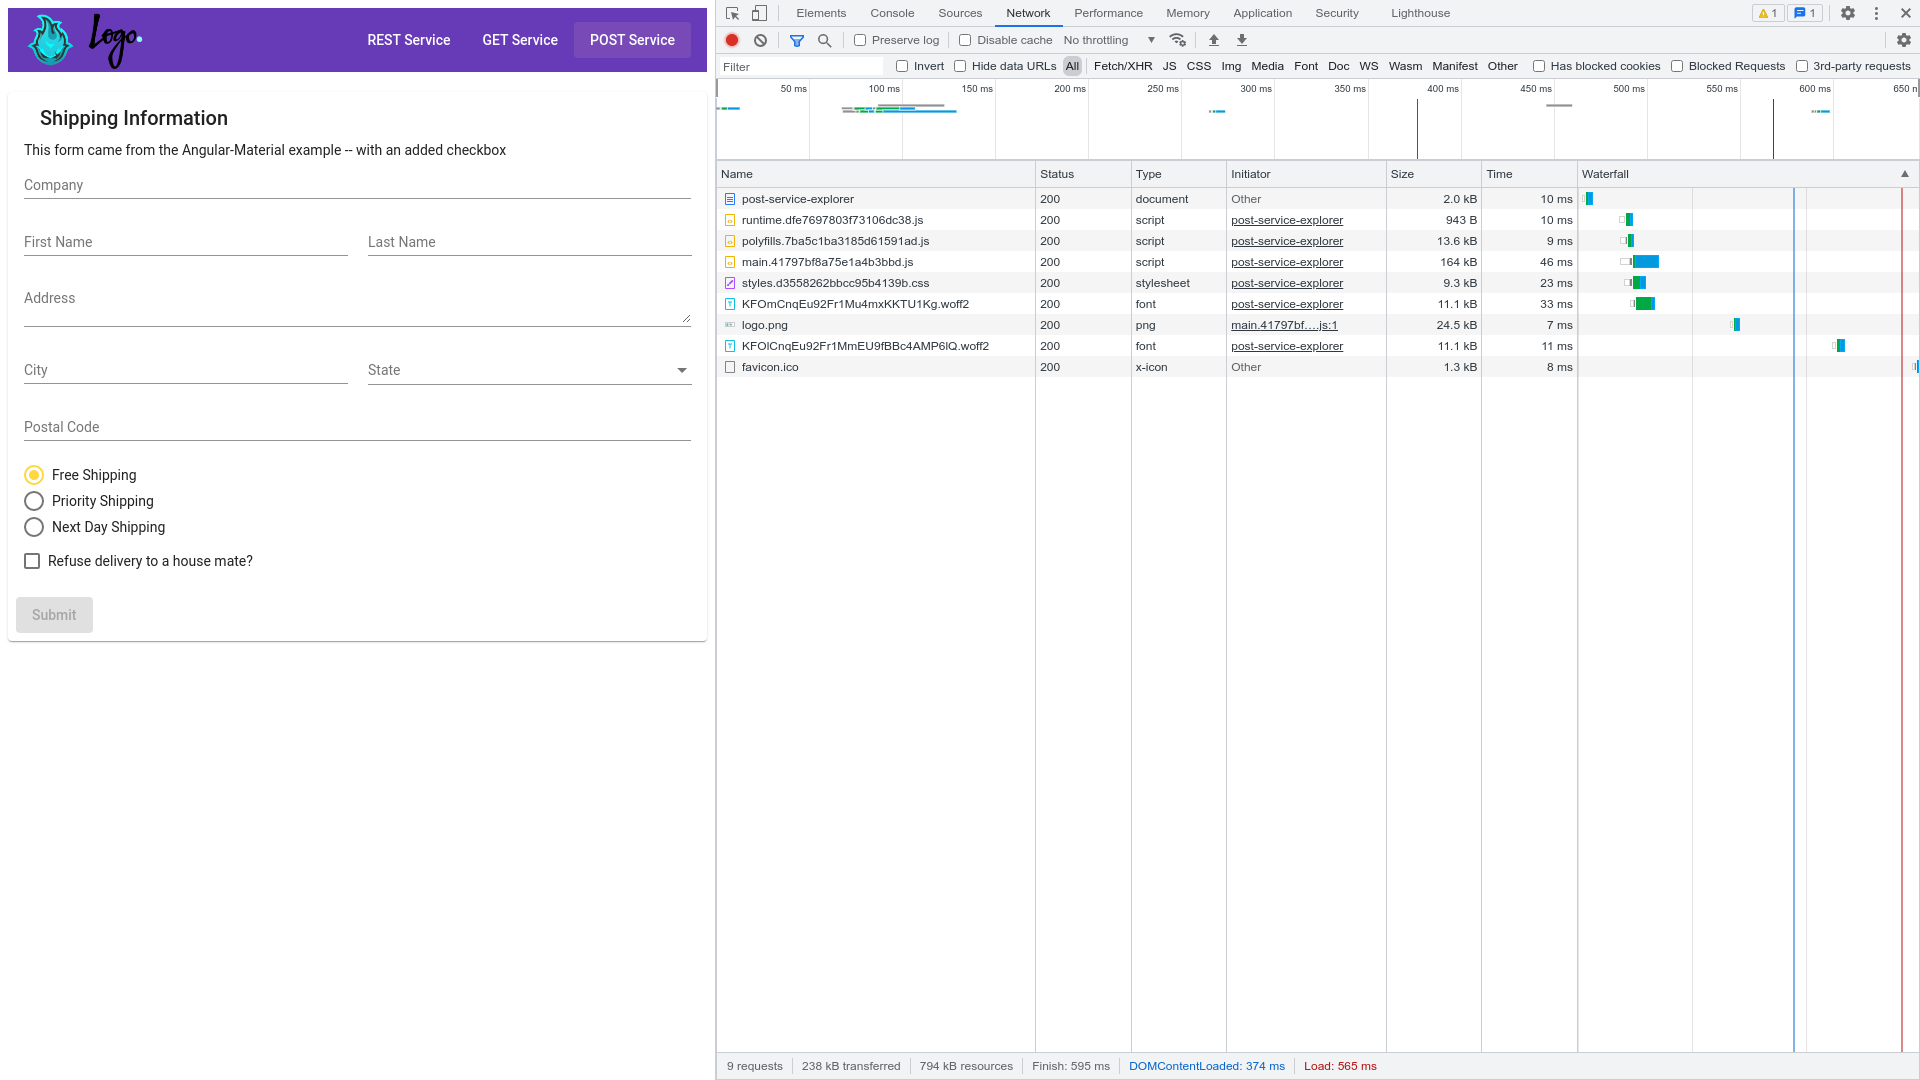 Logo.
REST Service
GET Service
POST Service
Shipping Information
This form came from the Angular-Material example -- with an added checkbox
Company
First Name
Last Name
Address
City
State
Postal Code
Free Shipping
Priority Shipping
Next Day Shipping
Refuse delivery to a house mate?
Submit
Elements Console Sources Network Performance Memory Application Security Lighthouse 1 1
Preserve log Disable cache No throttling
Filter Invert Hide data URLs All Fetch/XHR JS CSS Img Media Font Doc WS Wasm Manifest Other Has blocked cookies Blocked Requests 3rd-party requests
50 ms 100 ms 150 ms 200 ms 250 ms 300 ms 350 ms 400 ms 450 ms 500 ms 550 ms 600 ms 650 n
Name Status Type Initiator Size Time Waterfall
post-service-explorer 200 document Other 2.0 kB 10 ms
runtime.dfe7697803f73106dc38.js 200 script post-service-explorer 943 B 10 ms
polyfills.7ba5c1ba3185d61591ad.js 200 script post-service-explorer 13.6 kB 9 ms
main.41797bf8a75e1a4b3bbd.js 200 script post-service-explorer 164 kB 46 ms
styles.d3558262bbcc95b4139b.css 200 stylesheet post-service-explorer 9.3 kB 23 ms
KFOmCnqEu92Fr1Mu4mxKKTU1Kg.woff2 200 font post-service-explorer 11.1 kB 33 ms
logo.png 200 png main.41797bf....js:1 24.5 kB 7 ms
KFOlCnqEu92Fr1MmEU9fBBc4AMP6lQ.woff2 200 font post-service-explorer 11.1 kB 11 ms
favicon.ico 200 x-icon Other 1.3 kB 8 ms
9 requests 238 kB transferred 794 kB resources Finish: 595 ms DOMContentLoaded: 374 ms Load: 565 ms